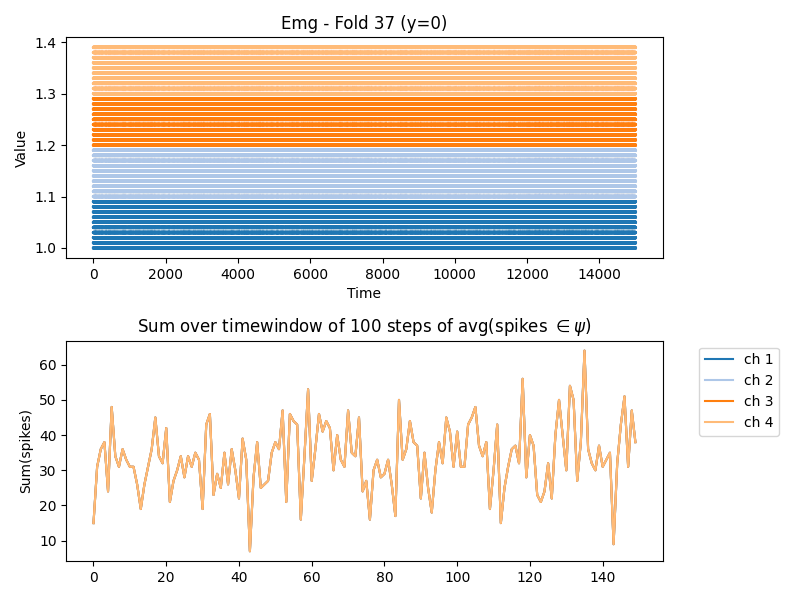 Emg - Fold 37 (y=0)
1.4
1.3
1.2
1.1
1.0
Value
0 2000 4000 6000 8000 10000 12000 14000
Time
Sum over timewindow of 100 steps of avg(spikes ∈ ψ)
60
50
40
30
20
10
Sum(spikes)
0 20 40 60 80 100 120 140
ch 1
ch 2
ch 3
ch 4